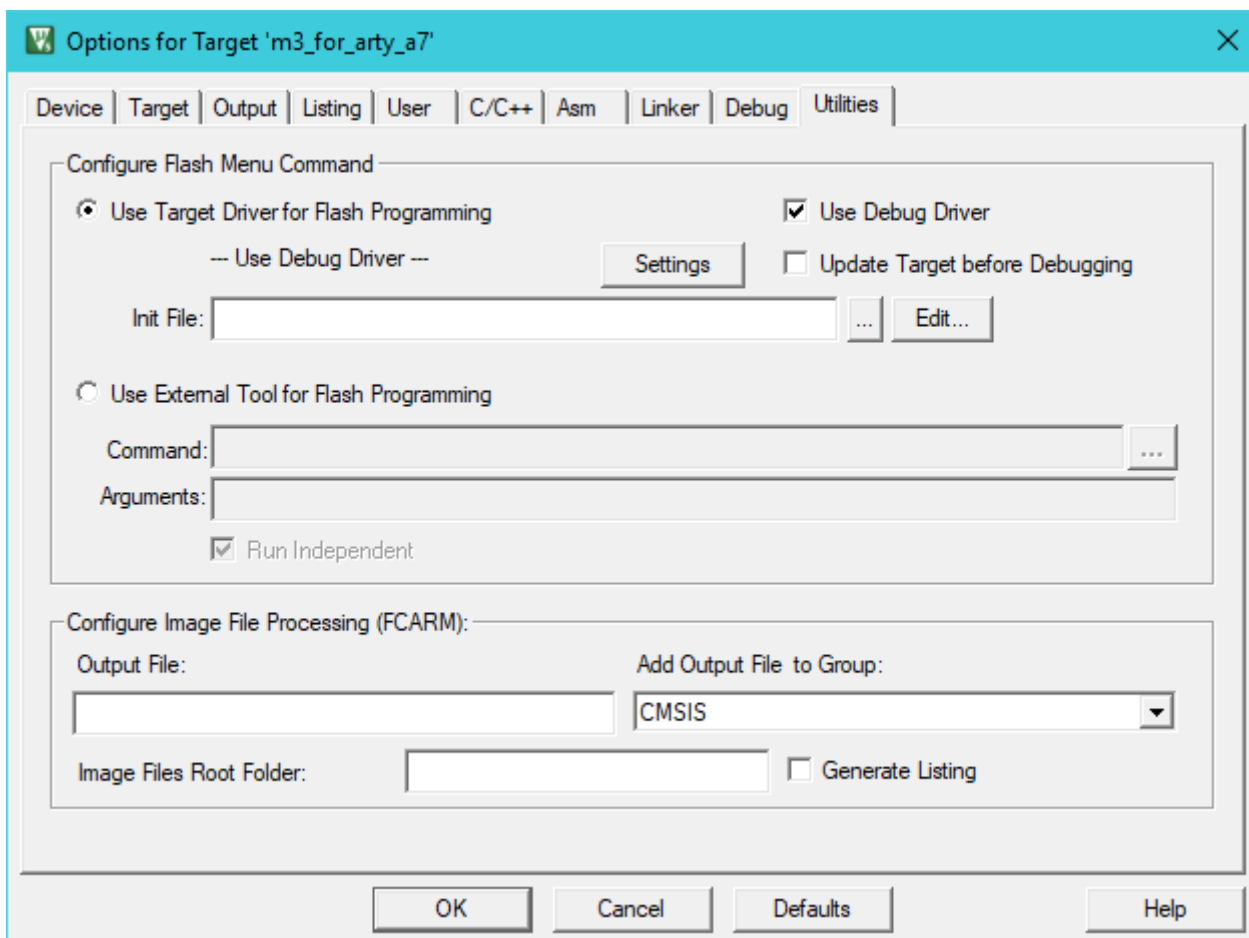 Options for Target 'm3_for_arty_a7'
Device Target Output Listing User C/C++ Asm Linker Debug Utilities
Configure Flash Menu Command
Use Target Driver for Flash Programming Use Debug Driver
--- Use Debug Driver --- Settings Update Target before Debugging
Init File: ... Edit...
Use External Tool for Flash Programming
Command: ...
Arguments:
Run Independent
Configure Image File Processing (FCARM):
Output File: Add Output File to Group:
CMSIS
Image Files Root Folder: Generate Listing
OK Cancel Defaults Help